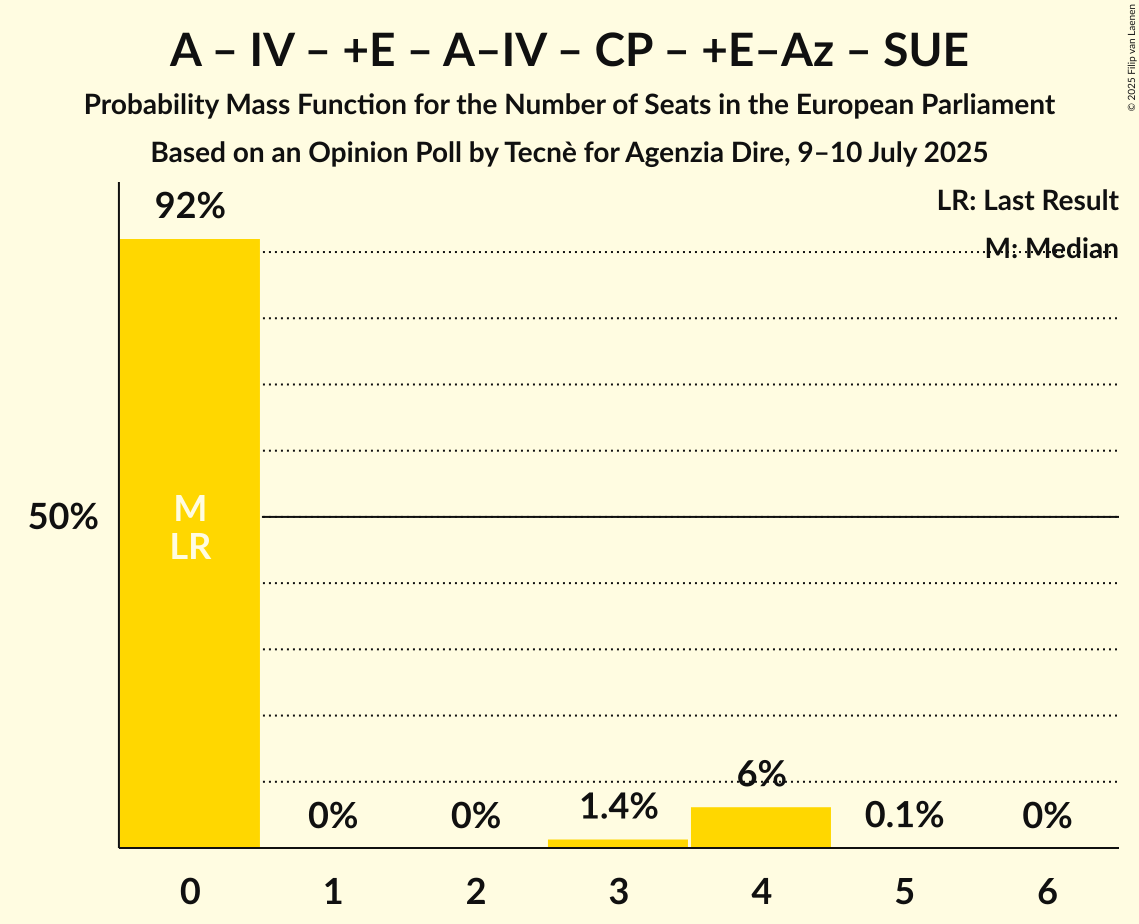 A – IV – +E – A–IV – CP – +E–Az – SUE
Probability Mass Function for the Number of Seats in the European Parliament
Based on an Opinion Poll by Tecnè for Agenzia Dire, 9–10 July 2025
© 2025 Filip van Laenen
LR: Last Result
M: Median
92%
50%
M
LR
0%
0%
1.4%
6%
0.1%
0%
0 1 2 3 4 5 6